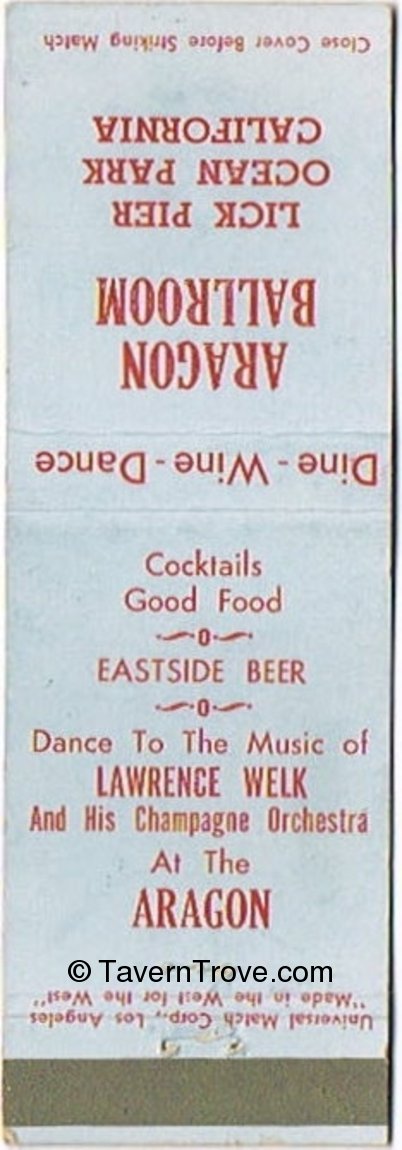 ARAGON
BALLROOM
LICK PIER
OCEAN PARK
CALIFORNIA
Close Cover Before Striking Match
Dine - Wine - Dance
Cocktails
Good Food
EASTSIDE BEER
Dance To The Music of
LAWRENCE WELK
And His Champagne Orchestra
At The
ARAGON
© TavernTrove.com
Universal Match Corp., Los Angeles
"Made in the West for the West"